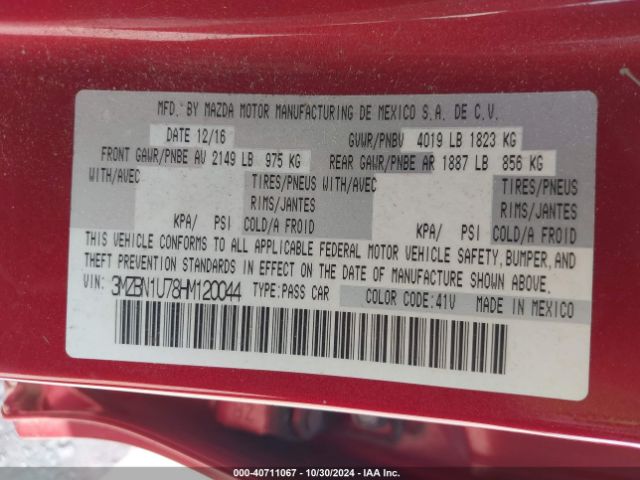 MFD. BY MAZDA MOTOR MANUFACTURING DE MEXICO S.A. DE C.V.
DATE 12/16 GVWR/PNBV 4019 LB 1823 KG
FRONT GAWR/PNBE AV 2149 LB 975 KG REAR GAWR/PNBE AR 1887 LB 856 KG
WITH/AVEC TIRES/PNEUS WITH/AVEC TIRES/PNEUS
RIMS/JANTES RIMS/JANTES
KPA/ PSI COLD/A FROID KPA/ PSI COLD/A FROID
THIS VEHICLE CONFORMS TO ALL APPLICABLE FEDERAL MOTOR VEHICLE SAFETY, BUMPER, AND
THEFT PREVENTION STANDARDS IN EFFECT ON THE DATE OF MANUFACTURE SHOWN ABOVE.
VIN: 3MZBN1U78HM120044 TYPE:PASS CAR COLOR CODE:41V MADE IN MEXICO
000-40711067 - 10/30/2024 - IAA Inc.